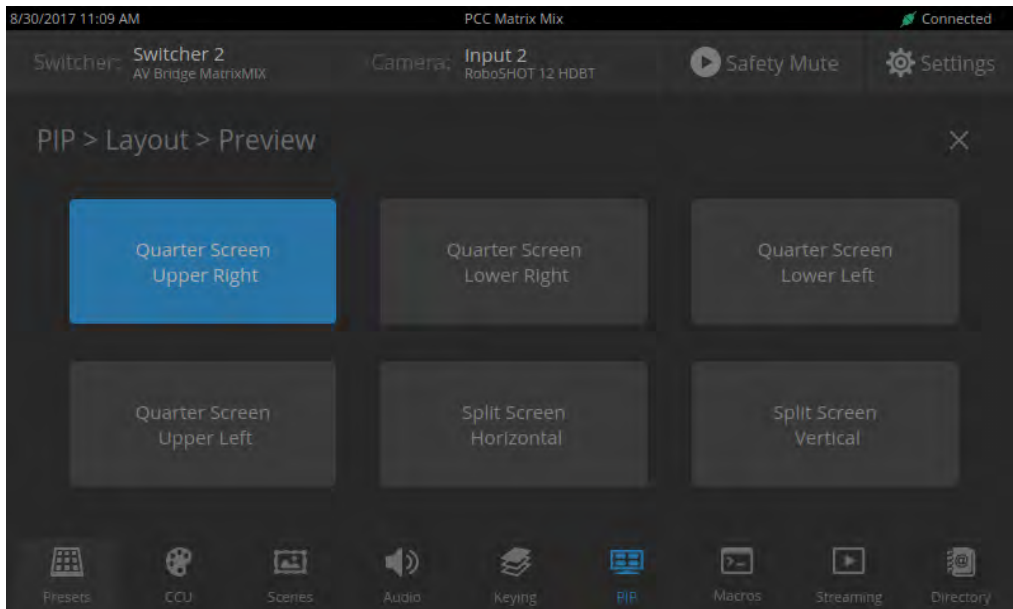 8/30/2017 11:09 AM PCC Matrix Mix Connected
Switcher: Switcher 2 Camera: Input 2 Safety Mute Settings
AV Bridge MatrixMIX RoboSHOT 12 HDBT
PIP > Layout > Preview
Quarter Screen Quarter Screen Quarter Screen
Upper Right Lower Right Lower Left
Quarter Screen Split Screen Split Screen
Upper Left Horizontal Vertical
Presets CCU Scenes Audio Keying PIP Macros Streaming Directory